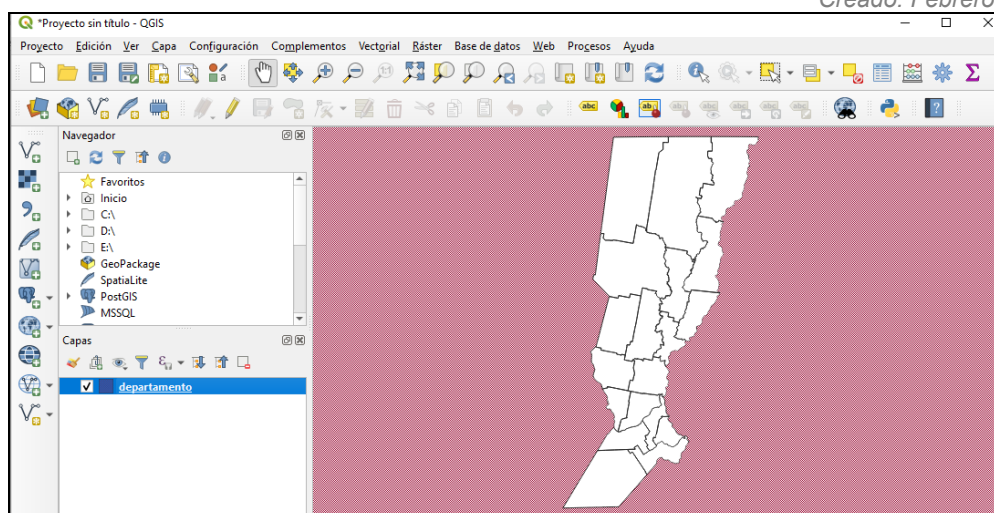 Creado: Febrero
*Proyecto sin título - QGIS
Proyecto Edición Ver Capa Configuración Complementos Vectorial Ráster Base de datos Web Procesos Ayuda
abc
Navegador
Favoritos
Inicio
C:\
D:\
E:\
GeoPackage
SpatiaLite
PostGIS
MSSQL
Capas
departamento